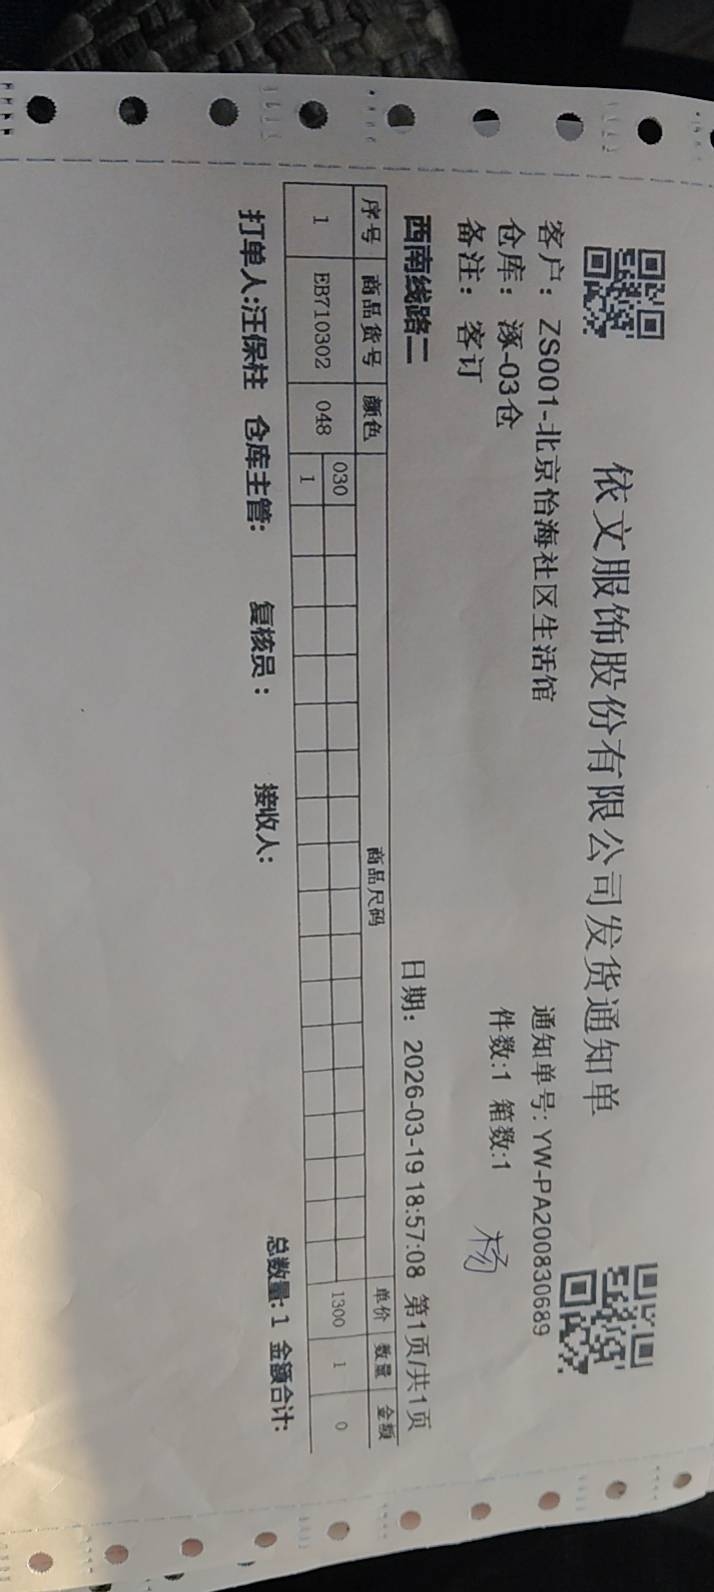 依文服饰股份有限公司发货通知单
客户：ZS001-北京怡海社区生活馆 通知单号: YW-PA200830689
仓库：涿-03仓 件数:1 箱数:1
备注：客订 杨
西南线路二 日期：2026-03-19 18:57:08 第1页/共1页
序号 商品货号 颜色 商品尺码 单价 数量 金额
1 EB710302 048 030 1300 1 0
1
打单人:汪保柱 仓库主管: 复核员： 接收人: 总数量: 1 金额合计: